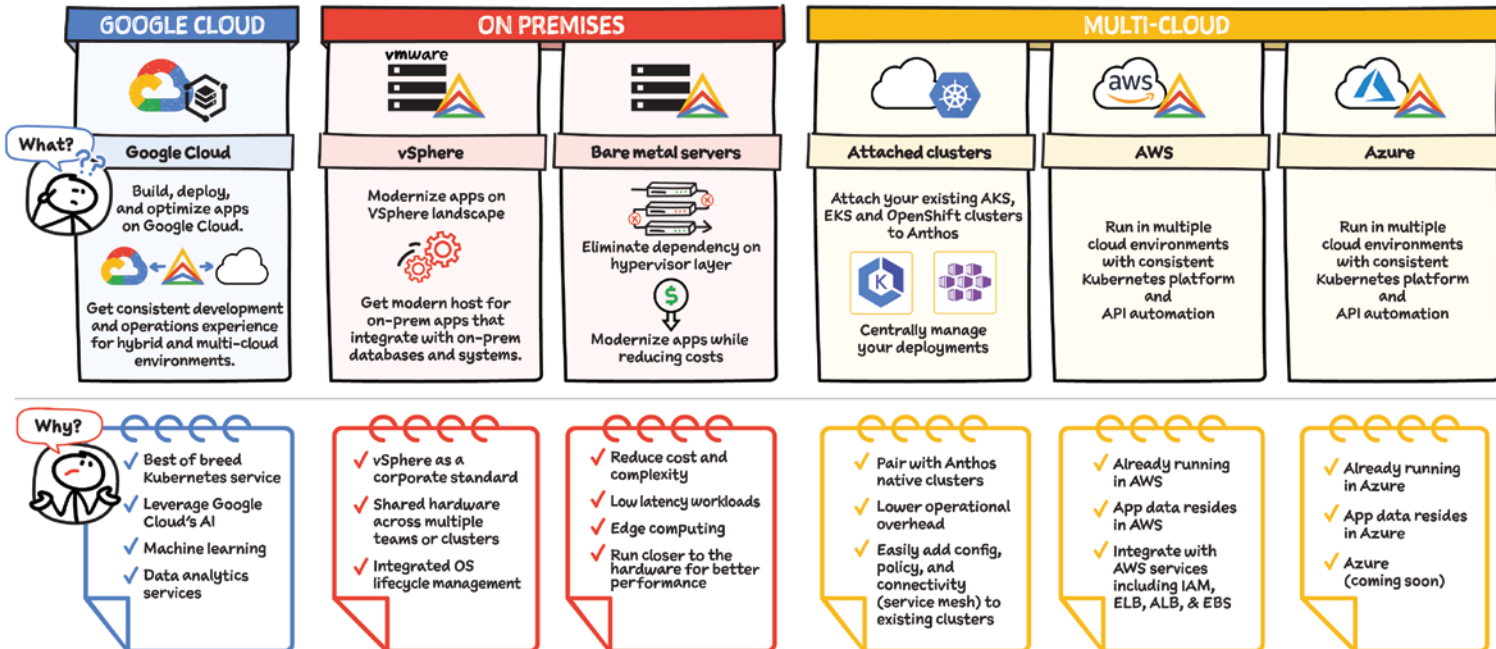 GOOGLE CLOUD
ON PREMISES
MULTI-CLOUD
vmware
aws
What?
Google Cloud
Build, deploy,
and optimize apps
on Google Cloud.
Get consistent development
and operations experience
for hybrid and multi-cloud
environments.
vSphere
Modernize apps on
VSphere landscape
Get modern host for
on-prem apps that
integrate with on-prem
databases and systems.
Bare metal servers
Eliminate dependency on
hypervisor layer
$
Modernize apps while
reducing costs
Attached clusters
Attach your existing AKS,
EKS and OpenShift clusters
to Anthos
K
Centrally manage
your deployments
AWS
Run in multiple
cloud environments
with consistent
Kubernetes platform
and
API automation
Azure
Run in multiple
cloud environments
with consistent
Kubernetes platform
and
API automation
Why?
Best of breed
Kubernetes service
Leverage Google
Cloud's AI
Machine learning
Data analytics
services
vSphere as a
corporate standard
Shared hardware
across multiple
teams or clusters
Integrated OS
lifecycle management
Reduce cost and
complexity
Low latency workloads
Edge computing
Run closer to the
hardware for better
performance
Pair with Anthos
native clusters
Lower operational
overhead
Easily add config,
policy, and
connectivity
(service mesh) to
existing clusters
Already running
in AWS
App data resides
in AWS
Integrate with
AWS services
including IAM,
ELB, ALB, & EBS
Already running
in Azure
App data resides
in Azure
Azure
(coming soon)